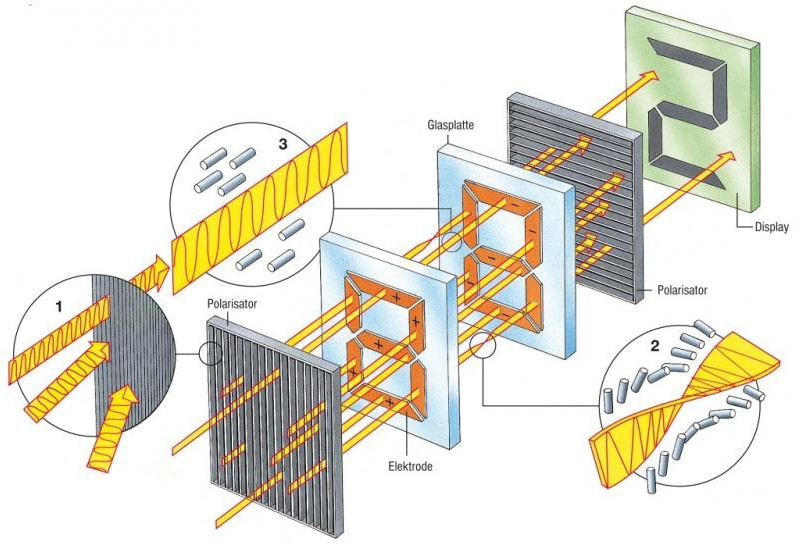 Glasplatte
3
Display
1
Polarisator
Polarisator
2
Elektrode